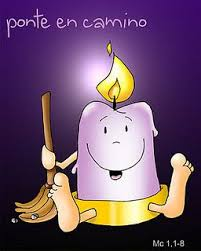 ponte en camino
Mc 1,1-8